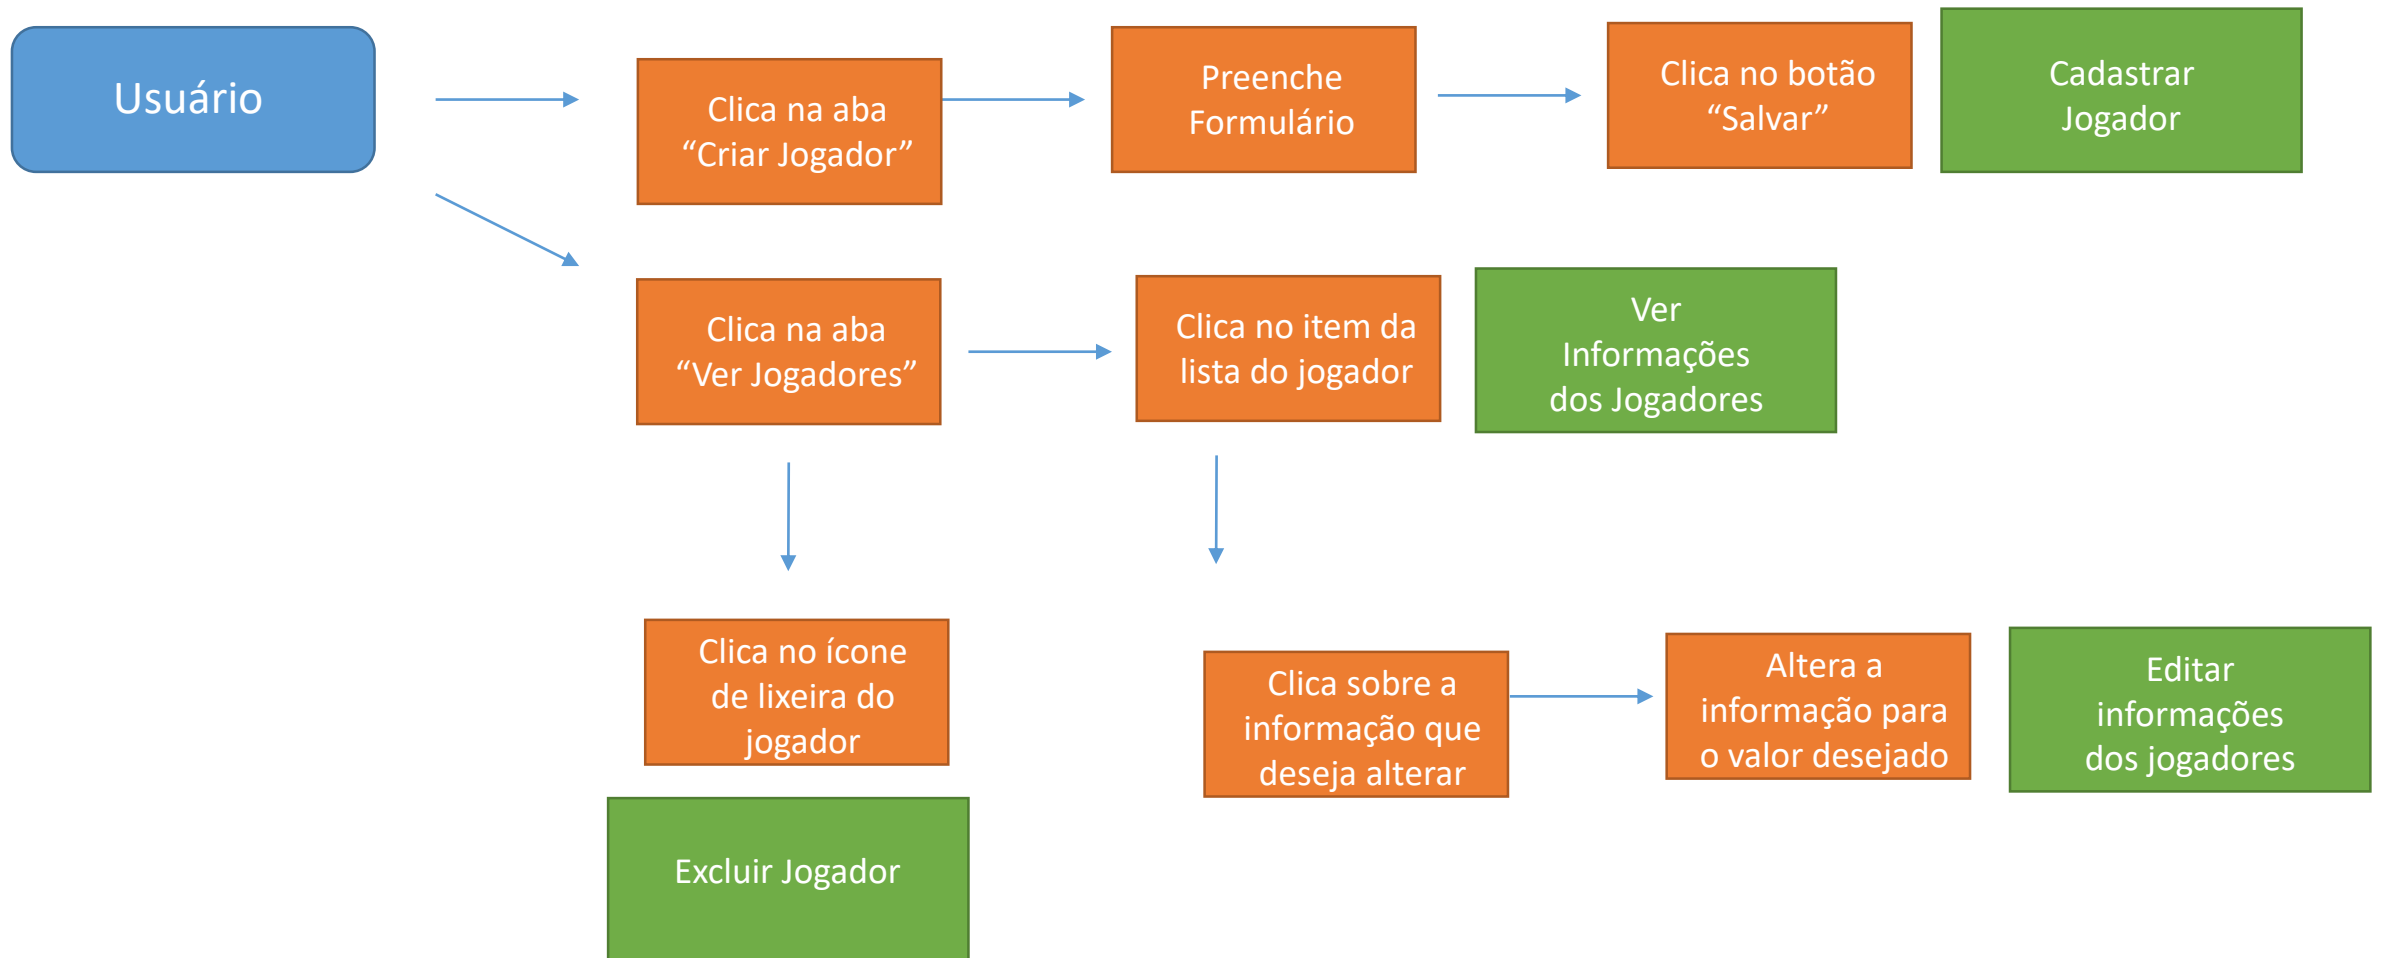 Usuário
Clica na aba
“Criar Jogador”
Preenche
Formulário
Clica no botão
“Salvar”
Cadastrar
Jogador
Clica na aba
“Ver Jogadores”
Clica no item da
lista do jogador
Ver
Informações
dos Jogadores
Clica no ícone
de lixeira do
jogador
Excluir Jogador
Clica sobre a
informação que
deseja alterar
Altera a
informação para
o valor desejado
Editar
informações
dos jogadores